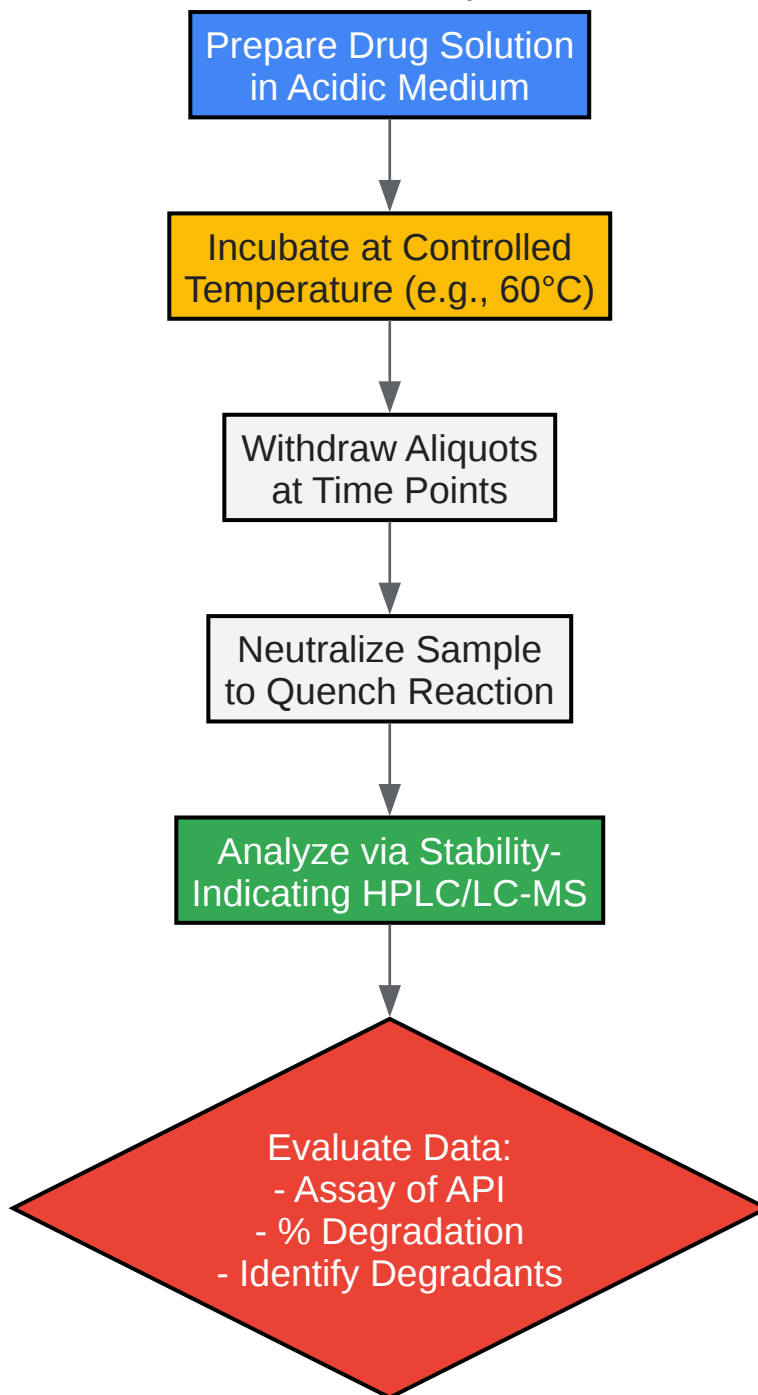 Prepare Drug Solution
in Acidic Medium
Incubate at Controlled
Temperature (e.g., 60°C)
Withdraw Aliquots
at Time Points
Neutralize Sample
to Quench Reaction
Analyze via Stability-
Indicating HPLC/LC-MS
Evaluate Data:
- Assay of API
- % Degradation
- Identify Degradants